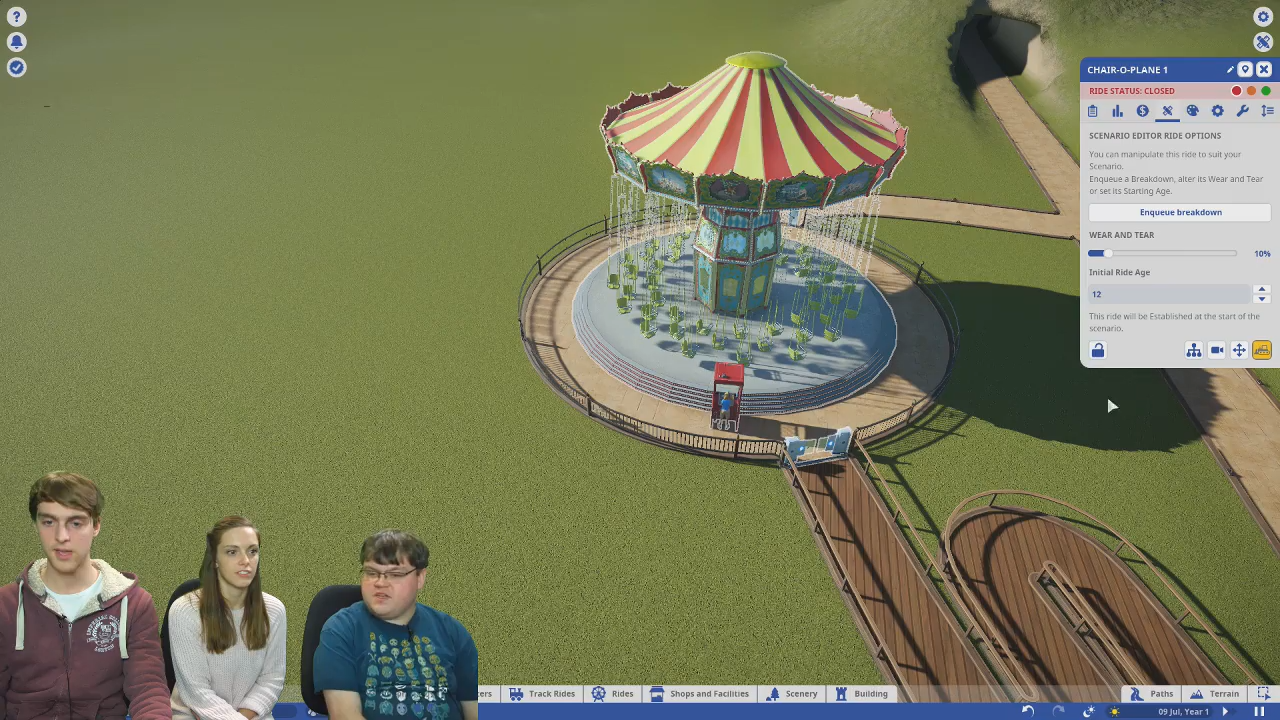 CHAIR-O-PLANE 1
RIDE STATUS: CLOSED
SCENARIO EDITOR RIDE OPTIONS
You can manipulate this ride to suit your
Scenario.
Enqueue a Breakdown, alter its Wear and Tear
or set its Starting Age.
Enqueue breakdown
WEAR AND TEAR
10%
Initial Ride Age
12
This ride will be Established at the start of the
scenario.
Track Rides
Rides
Shops and Facilities
Scenery
Building
Paths
Terrain
09 Jul, Year 1